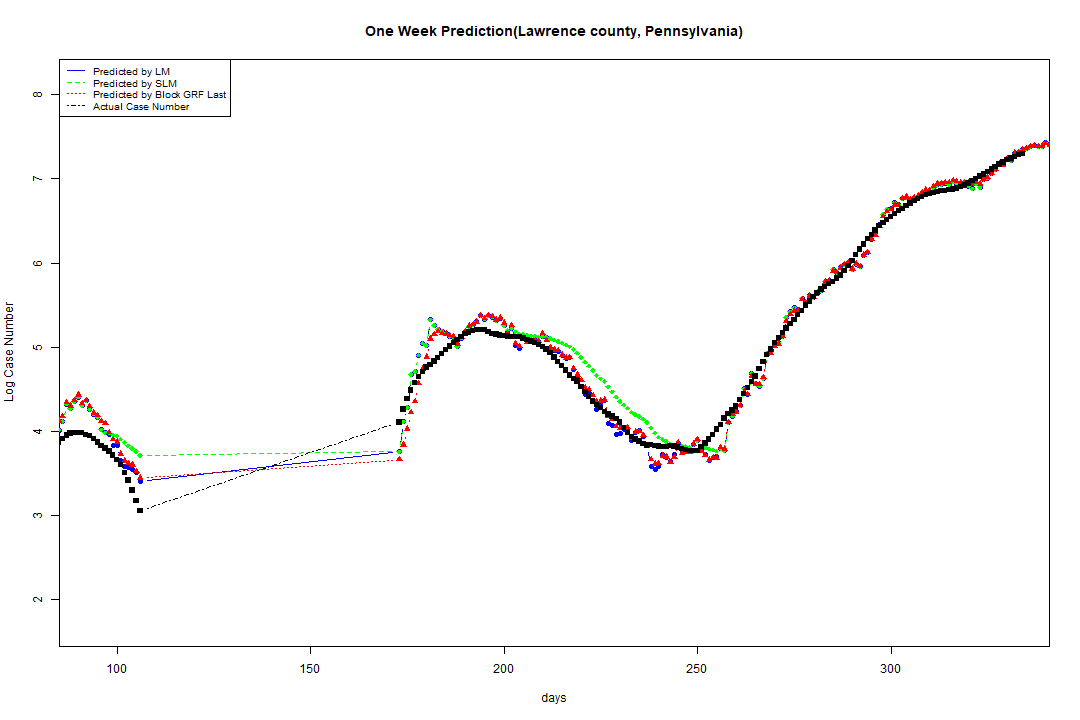 One Week Prediction(Lawrence county, Pennsylvania)
Predicted by LM
Predicted by SLM
Predicted by Block GRF Last
Actual Case Number
8
7
6
5
4
3
2
Log Case Number
100 150 200 250 300
days